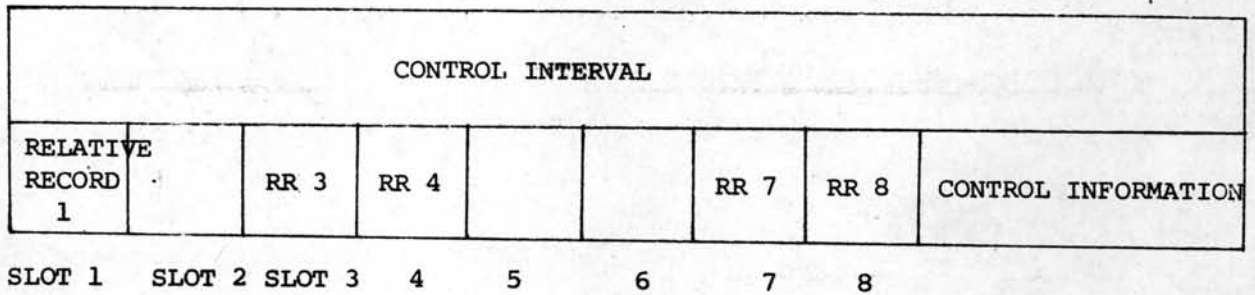 CONTROL INTERVAL
RELATIVE
RECORD
1
RR 3
RR 4
RR 7
RR 8
CONTROL INFORMATION
SLOT 1 SLOT 2 SLOT 3 4 5 6 7 8